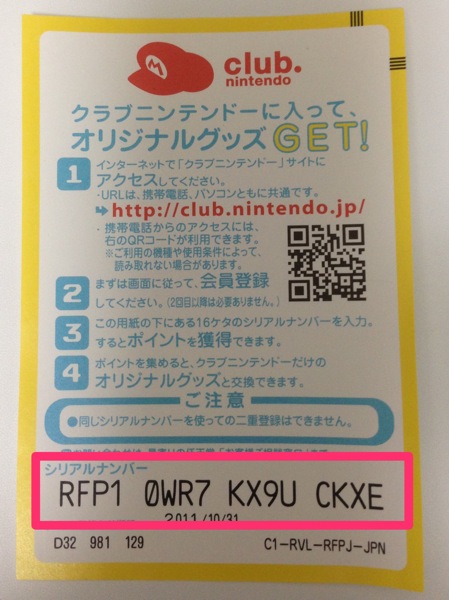 club.
nintendo
クラブニンテンドーに入って、
オリジナルグッズGET!
1
インターネットで「クラブニンテンドー」サイトに
アクセスしてください。
・URLは、携帯電話、パソコンともに共通です。
http://club.nintendo.jp/
・携帯電話からのアクセスには、
右のQRコードが利用できます。
※ご利用の機種や使用条件によって、
読み取れない場合があります。
2
まずは画面に従って、会員登録
してください。(2回目以降は必要ありません。)
3
この用紙の下にある16ケタのシリアルナンバーを入力。
するとポイントを獲得できます。
4
ポイントを集めると、クラブニンテンドーだけの
オリジナルグッズと交換できます。
ご注意
●同じシリアルナンバーを使っての二重登録はできません。
シリアルナンバー
RFP1 0WR7 KX9U CKXE
2011/10/31
D32 981 129
C1-RVL-RFPJ-JPN